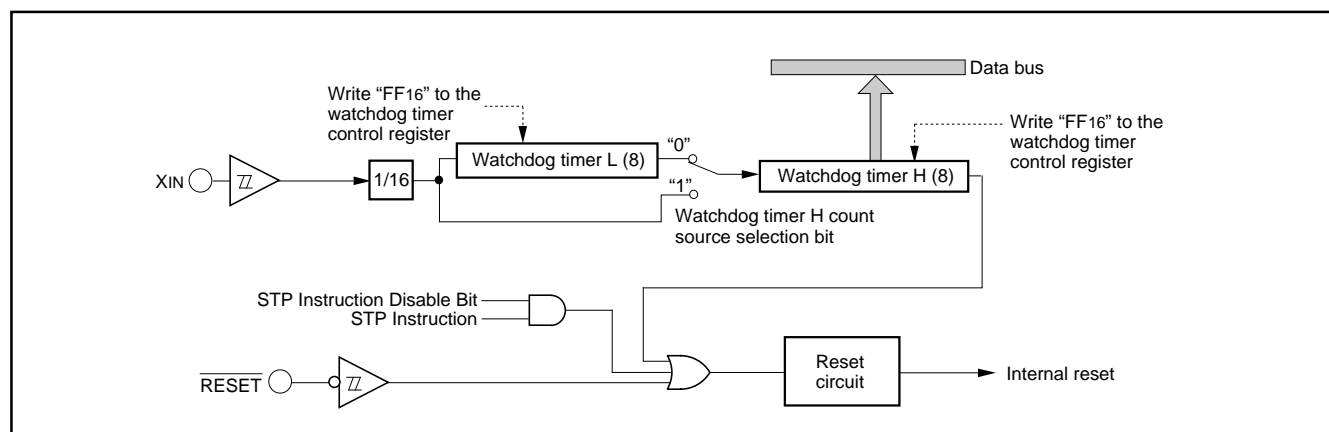 Data bus
Write “FF16” to the
watchdog timer
control register
Write “FF16” to the
watchdog timer
control register
“0”
Watchdog timer L (8)
XIN
1/16
Watchdog timer H (8)
“1”
Watchdog timer H count
source selection bit
STP Instruction Disable Bit
STP Instruction
RESET
Reset
circuit
Internal reset